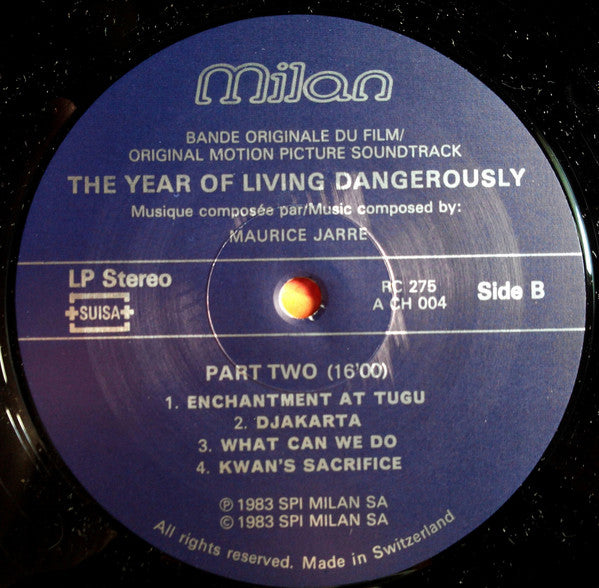 Milan
BANDE ORIGINALE DU FILM/
ORIGINAL MOTION PICTURE SOUNDTRACK
THE YEAR OF LIVING DANGEROUSLY
Musique composée par/Music composed by:
MAURICE JARRE
LP Stereo
SUISA
RC 275
A CH 004
Side B
PART TWO (16'00)
1. ENCHANTMENT AT TUGU
2. DJAKARTA
3. WHAT CAN WE DO
4. KWAN'S SACRIFICE
℗ 1983 SPI MILAN SA
© 1983 SPI MILAN SA
All rights reserved. Made in Switzerland